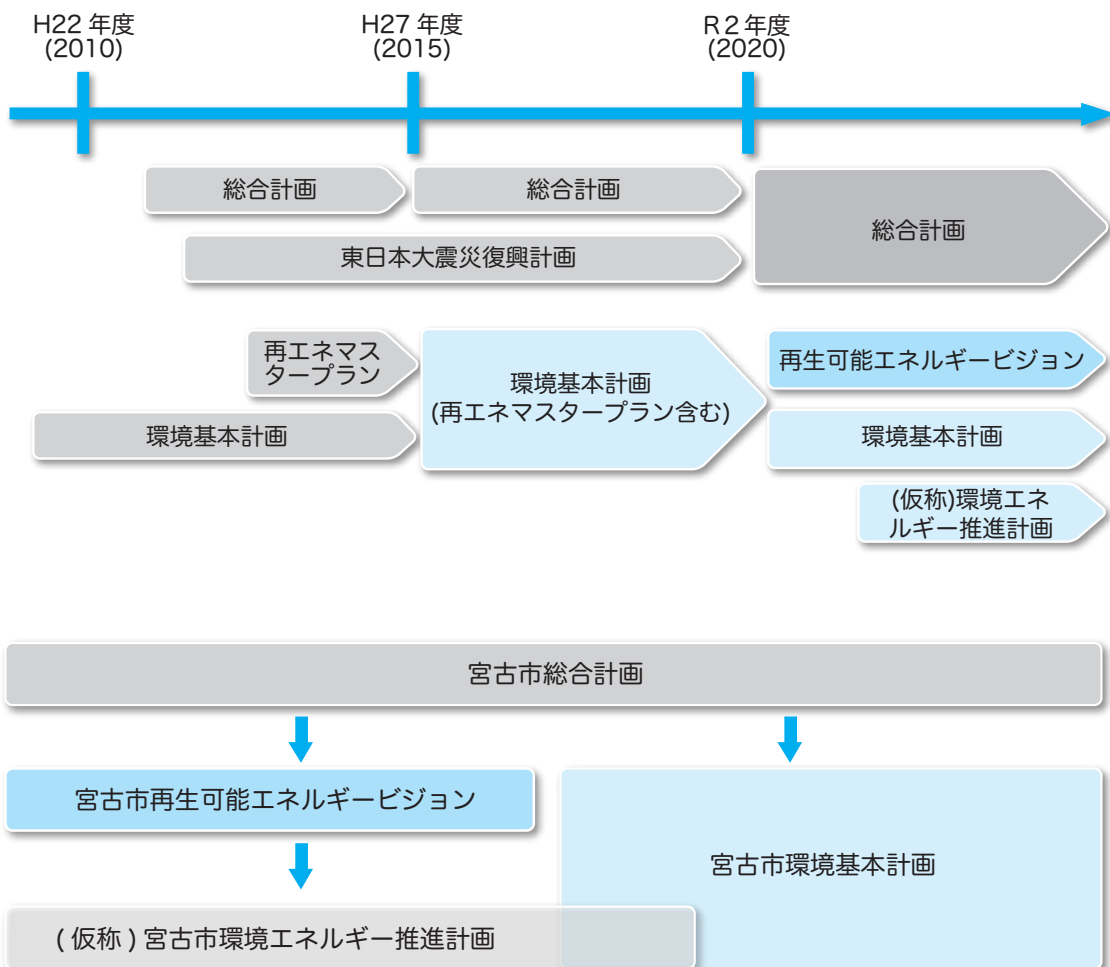 H22 年度
(2010)
H27 年度
(2015)
R 2 年度
(2020)
総合計画
総合計画
総合計画
東日本大震災復興計画
再エネマス
タープラン
環境基本計画
(再エネマスタープラン含む)
再生可能エネルギービジョン
環境基本計画
環境基本計画
(仮称)環境エネ
ルギー推進計画
宮古市総合計画
宮古市再生可能エネルギービジョン
宮古市環境基本計画
( 仮称 ) 宮古市環境エネルギー推進計画